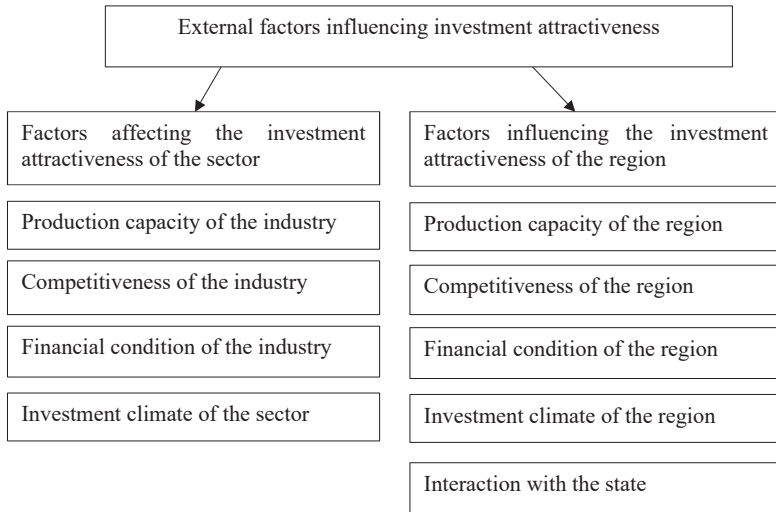 External factors influencing investment attractiveness
Factors affecting the investment
attractiveness of the sector
Production capacity of the industry
Competitiveness of the industry
Financial condition of the industry
Investment climate of the sector
Factors influencing the investment
attractiveness of the region
Production capacity of the region
Competitiveness of the region
Financial condition of the region
Investment climate of the region
Interaction with the state